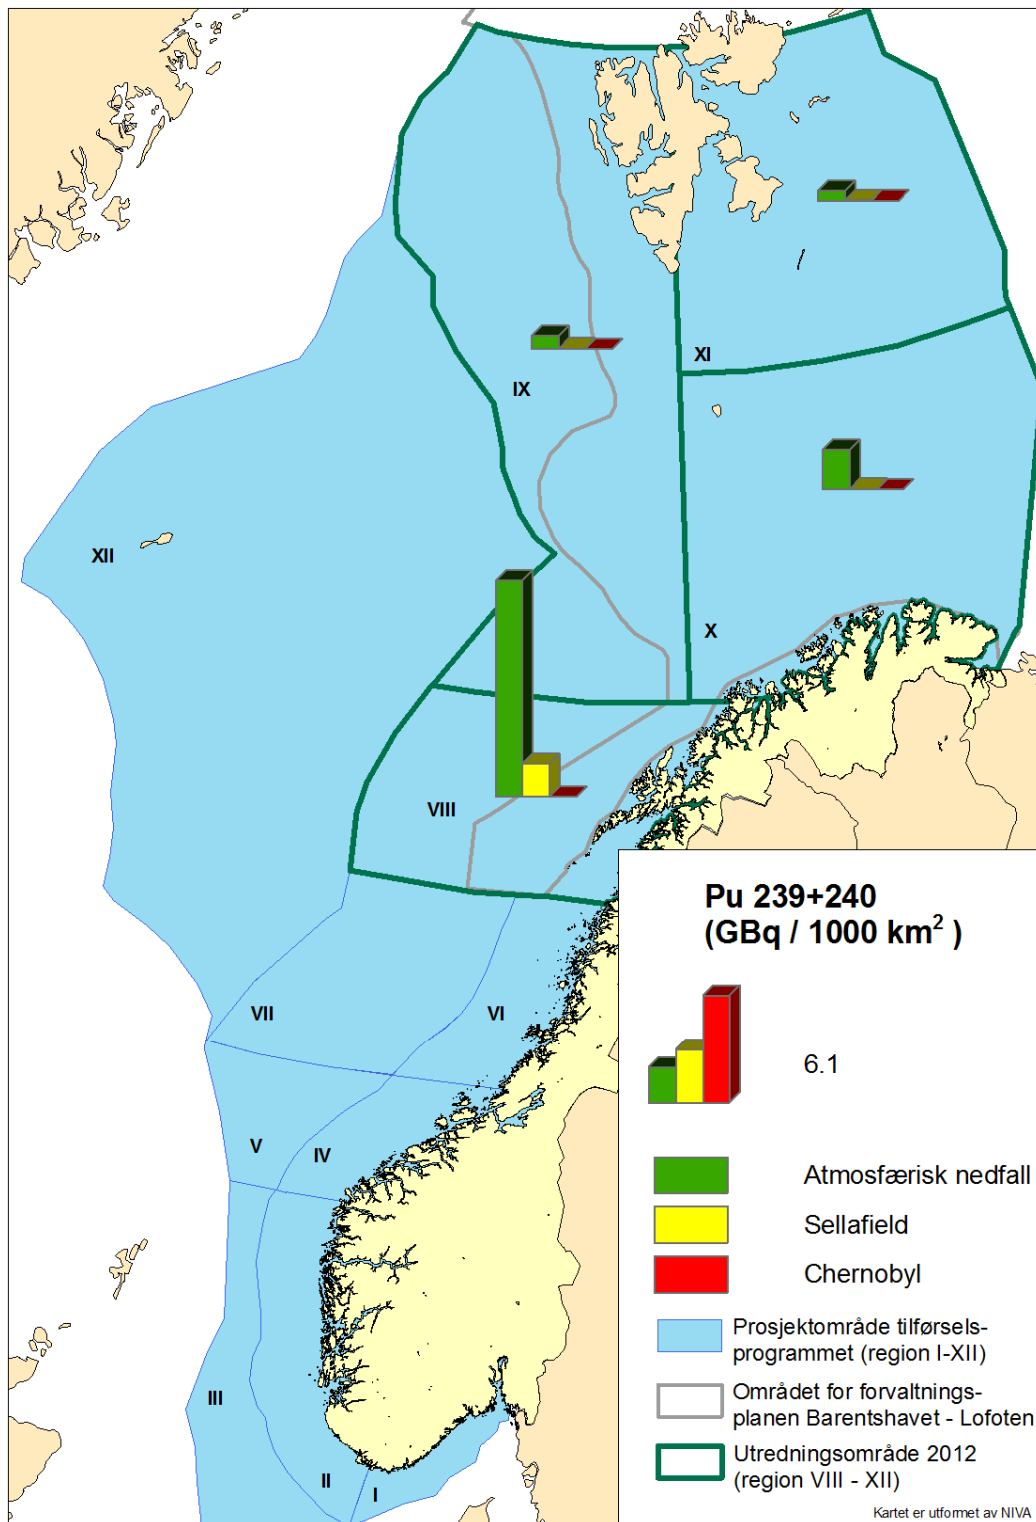 XI
IX
XII
X
VIII
VII
VI
V
IV
III
II
I
Pu 239+240
(GBq / 1000 km² )
6.1
Atmosfærisk nedfall
Sellafield
Chernobyl
Prosjektområde tilførsels-
programmet (region I-XII)
Området for forvaltnings-
planen Barentshavet - Lofoten
Utredningsområde 2012
(region VIII - XII)
Kartet er utformet av NIVA